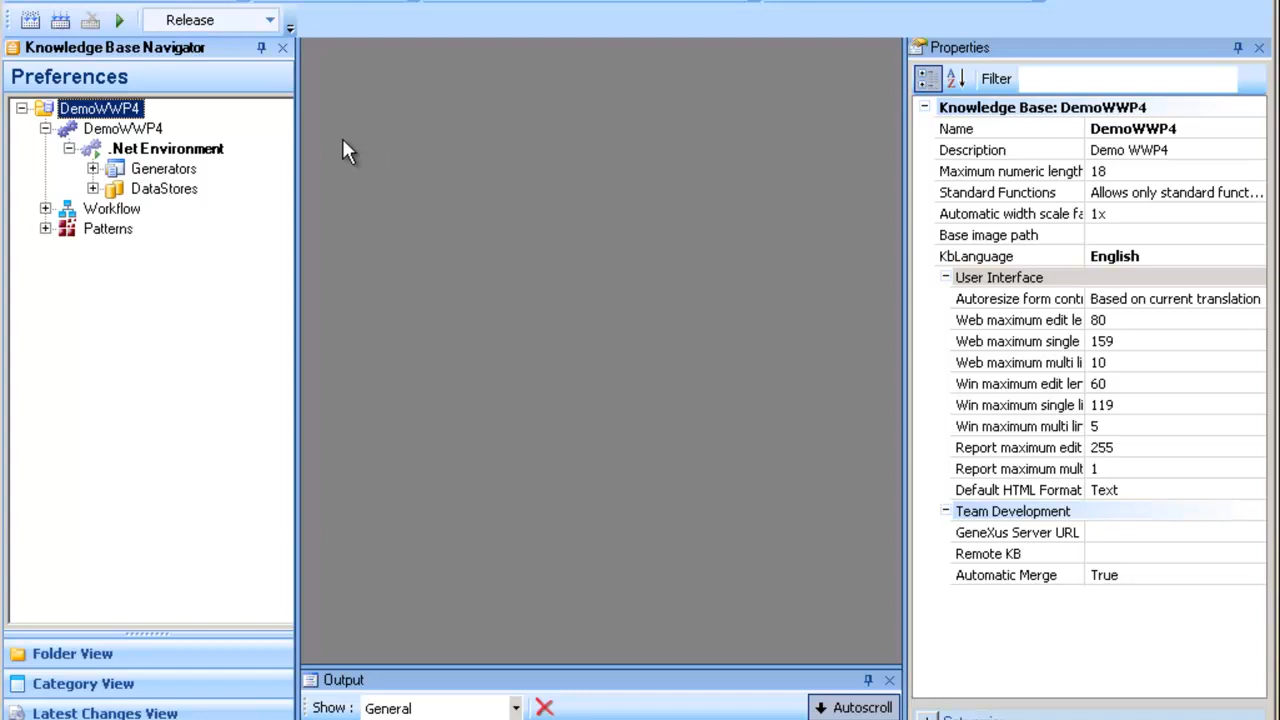 Release
Knowledge Base Navigator
Preferences
DemoWWP4
DemoWWP4
.Net Environment
Generators
DataStores
Workflow
Patterns
Folder View
Category View
Latest Changes View
Output
Show :
General
Autoscroll
Properties
Filter
Knowledge Base: DemoWWP4
Name DemoWWP4
Description Demo WWP4
Maximum numeric length 18
Standard Functions Allows only standard funct...
Automatic width scale fa 1x
Base image path
KbLanguage English
User Interface
Autoresize form contr Based on current translation
Web maximum edit le 80
Web maximum single 159
Web maximum multi li 10
Win maximum edit ler 60
Win maximum single li 119
Win maximum multi lir 5
Report maximum edit 255
Report maximum mult 1
Default HTML Format Text
Team Development
GeneXus Server URL
Remote KB
Automatic Merge True